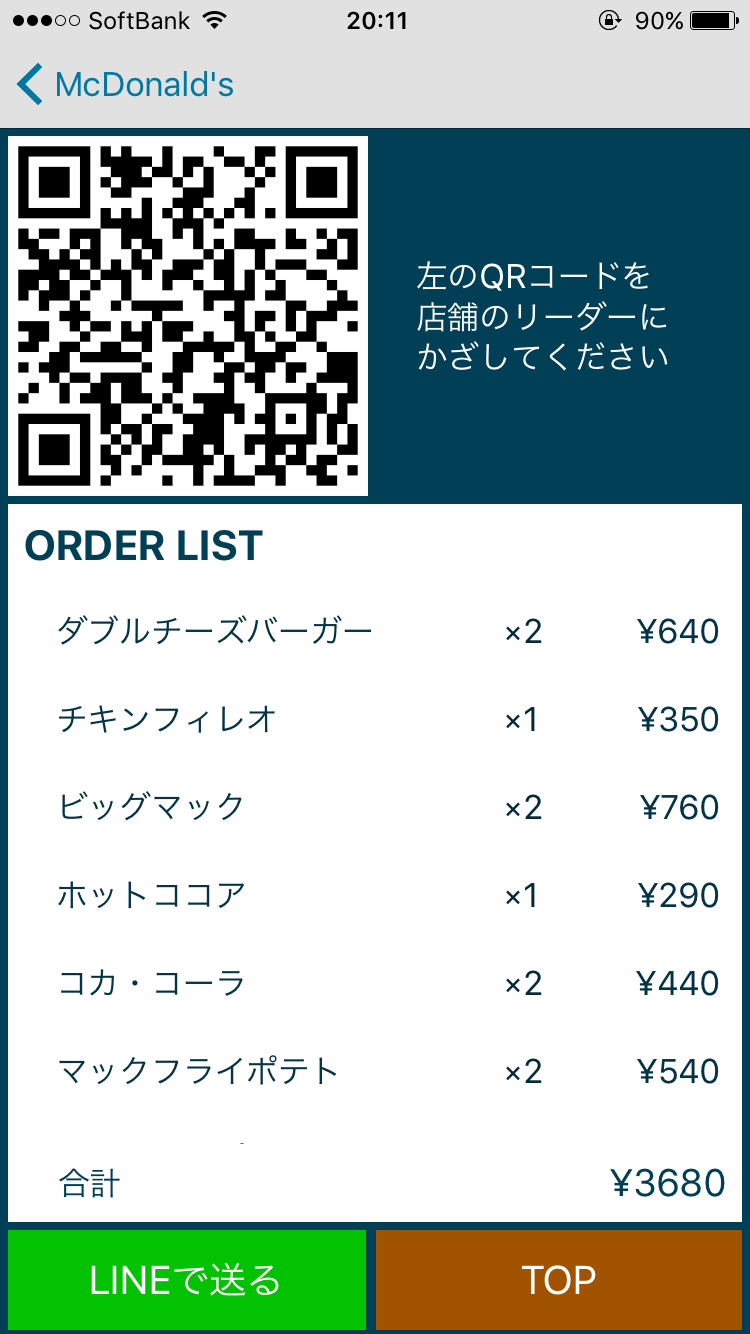 SoftBank 20:11 90%
McDonald's
左のQRコードを
店舗のリーダーに
かざしてください
ORDER LIST
ダブルチーズバーガー ×2 ¥640
チキンフィレオ ×1 ¥350
ビッグマック ×2 ¥760
ホットココア ×1 ¥290
コカ・コーラ ×2 ¥440
マックフライポテト ×2 ¥540
合計 ¥3680
LINEで送る TOP